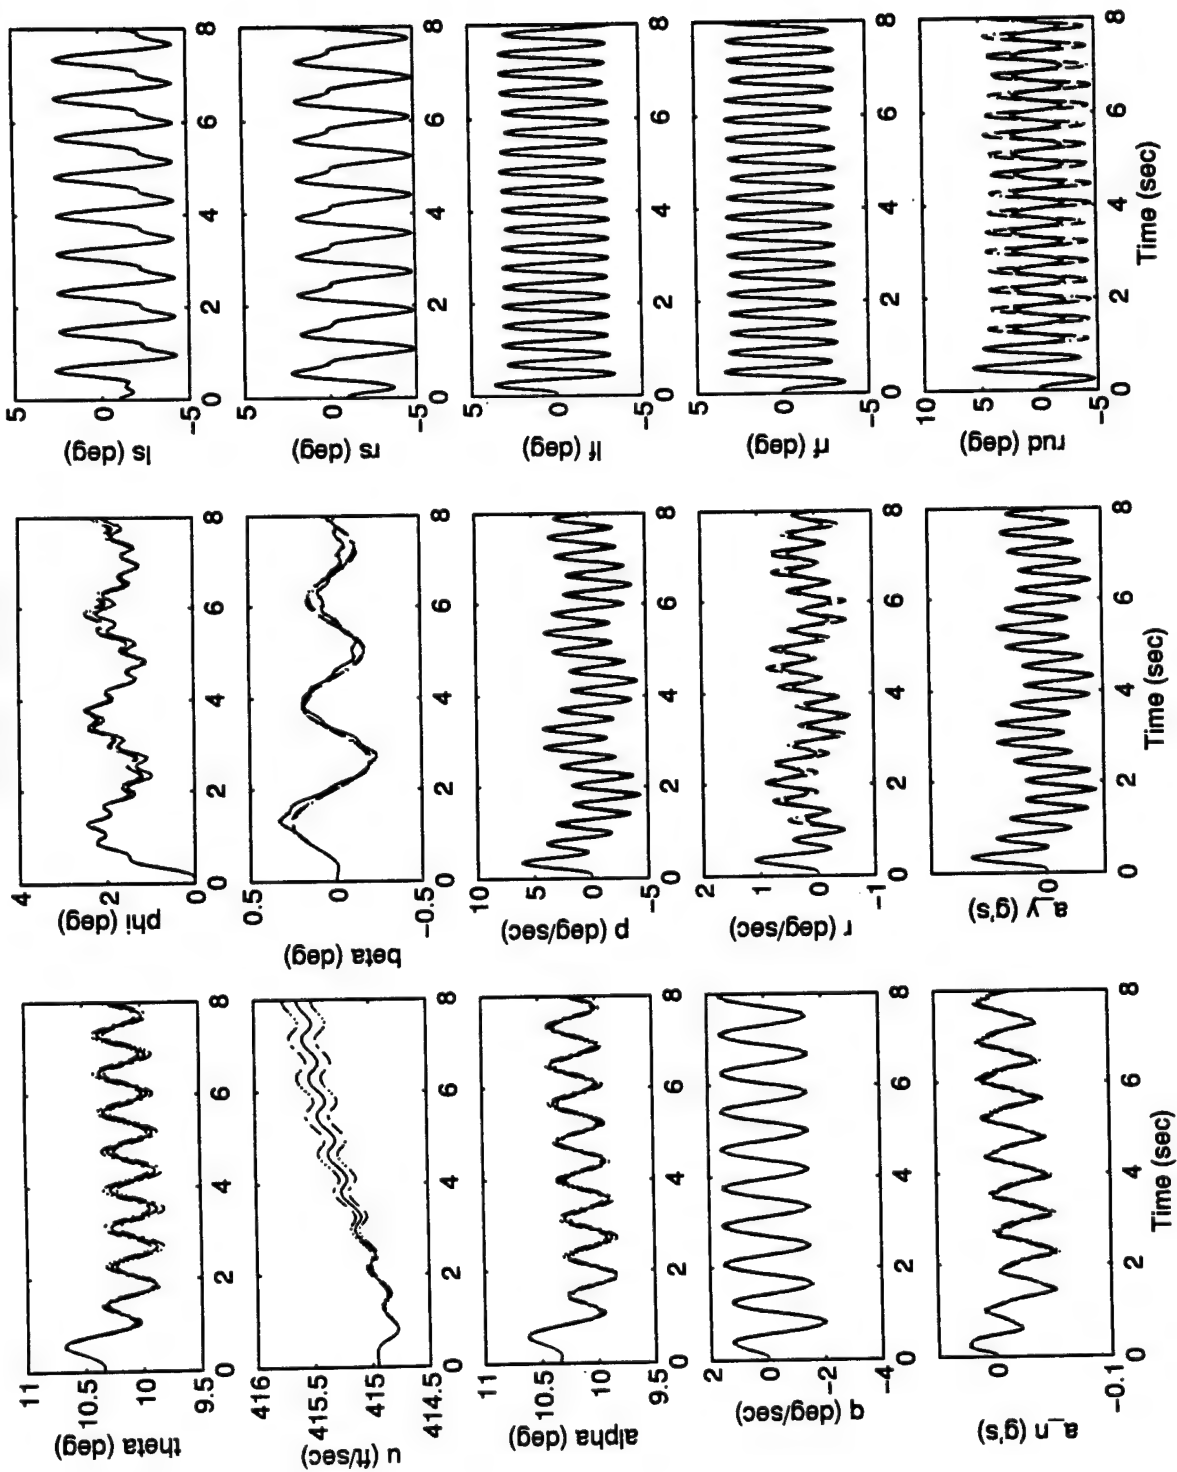 theta (deg)
11
10.5
10
9.5
0 2 4 6 8
phi (deg)
4
2
0
0 2 4 6 8
ls (deg)
5
0
-5
0 2 4 6 8
u (ft/sec)
416
415.5
415
414.5
0 2 4 6 8
beta (deg)
0.5
0
-0.5
0 2 4 6 8
rs (deg)
5
0
-5
0 2 4 6 8
alpha (deg)
11
10.5
10
9.5
0 2 4 6 8
p (deg/sec)
10
5
0
-5
0 2 4 6 8
lf (deg)
5
0
-5
0 2 4 6 8
q (deg/sec)
2
0
-2
-4
0 2 4 6 8
r (deg/sec)
2
1
0
-1
0 2 4 6 8
rf (deg)
5
0
-5
0 2 4 6 8
a_n (g's)
0
-0.1
0 2 4 6 8
Time (sec)
a_y (g's)
0
0 2 4 6 8
Time (sec)
rud (deg)
10
5
0
-5
0 2 4 6 8
Time (sec)